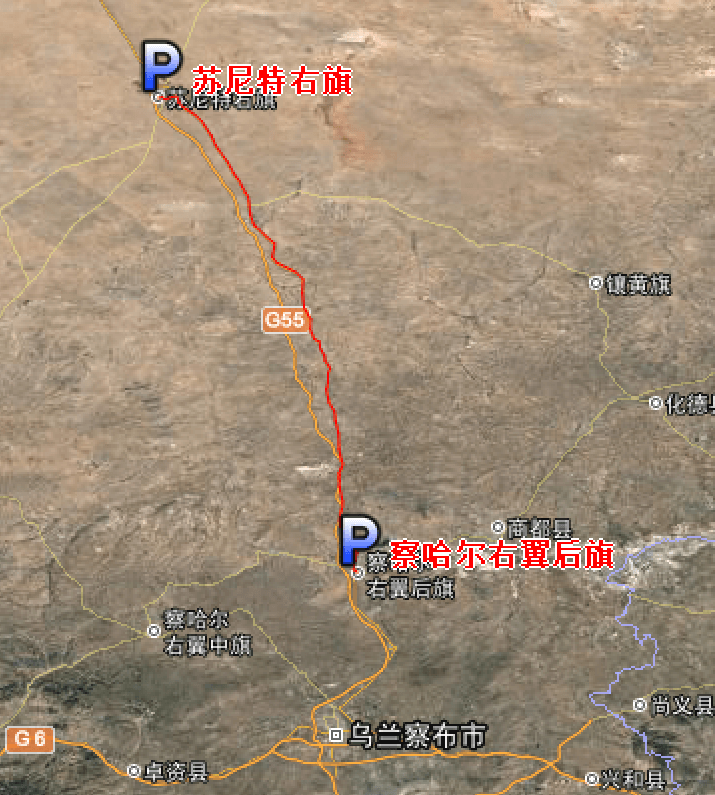 P
苏尼特右旗
苏尼特右旗
镶黄旗
G55
化德县
商都县
P
察哈尔右翼后旗
察哈尔
右翼后旗
察哈尔
右翼中旗
尚义县
乌兰察布市
G6
卓资县
兴和县